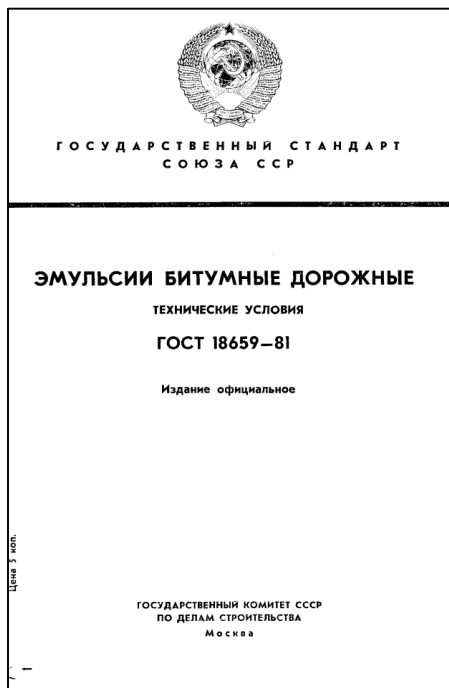 ГОСУДАРСТВЕННЫЙ СТАНДАРТ
СОЮЗА ССР
ЭМУЛЬСИИ БИТУМНЫЕ ДОРОЖНЫЕ
ТЕХНИЧЕСКИЕ УСЛОВИЯ
ГОСТ 18659—81
Издание официальное
Цена 5 коп.
ГОСУДАРСТВЕННЫЙ КОМИТЕТ СССР
ПО ДЕЛАМ СТРОИТЕЛЬСТВА
Москва